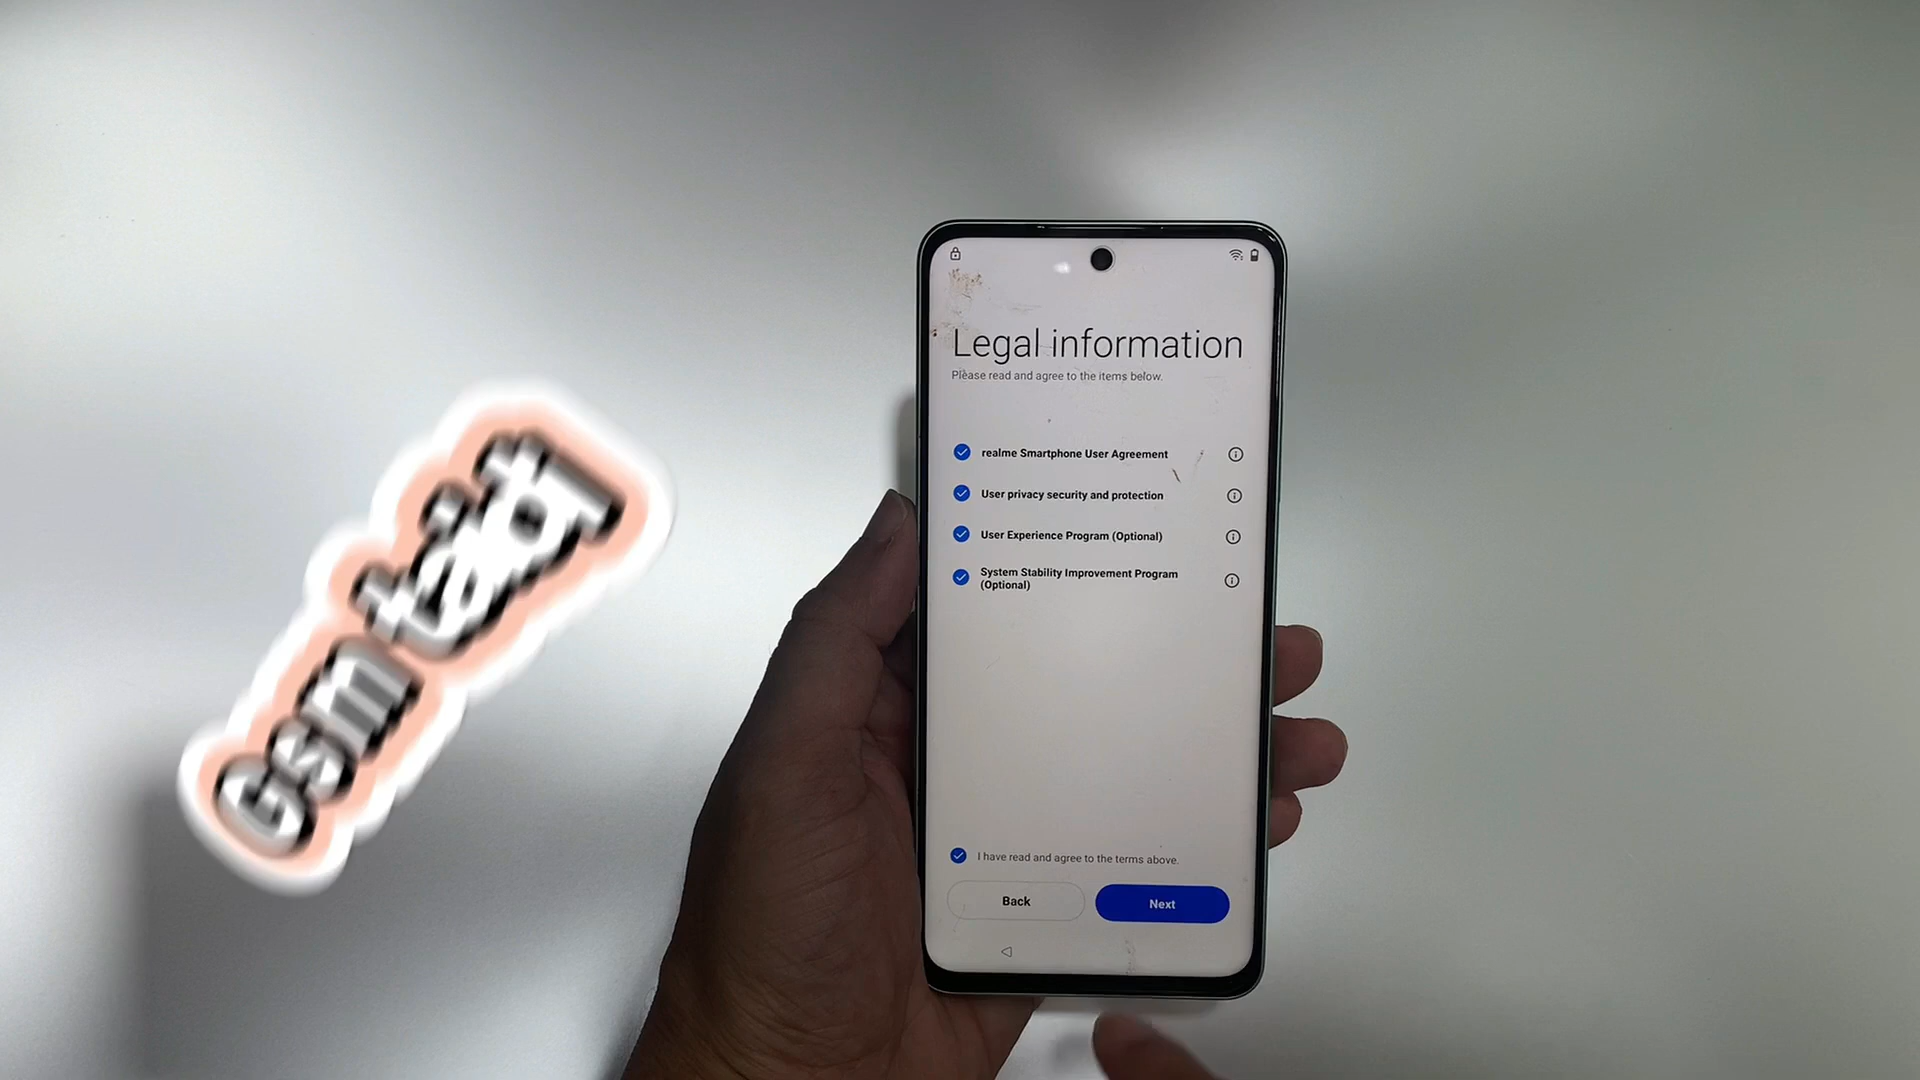 Gsm
Legal information
Please read and agree to the items below.
realme Smartphone User Agreement
User privacy security and protection
User Experience Program (Optional)
System Stability Improvement Program
(Optional)
I have read and agree to the terms above.
Back
Next